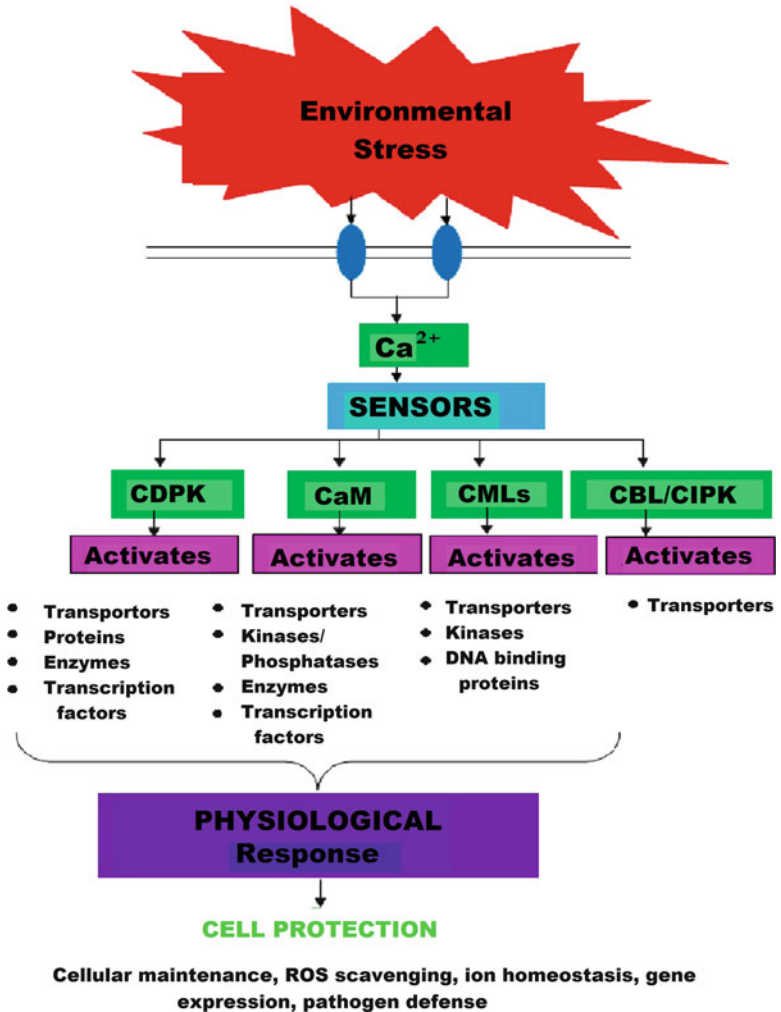 Environmental
Stress
Ca2+
SENSORS
CDPK
CaM
CMLs
CBL/CIPK
Activates
Activates
Activates
Activates
• Transportors
• Proteins
• Enzymes
• Transcription
factors
• Transporters
• Kinases/
Phosphatases
• Enzymes
• Transcription
factors
• Transporters
• Kinases
• DNA binding
proteins
• Transporters
PHYSIOLOGICAL
Response
CELL PROTECTION
Cellular maintenance, ROS scavenging, ion homeostasis, gene
expression, pathogen defense